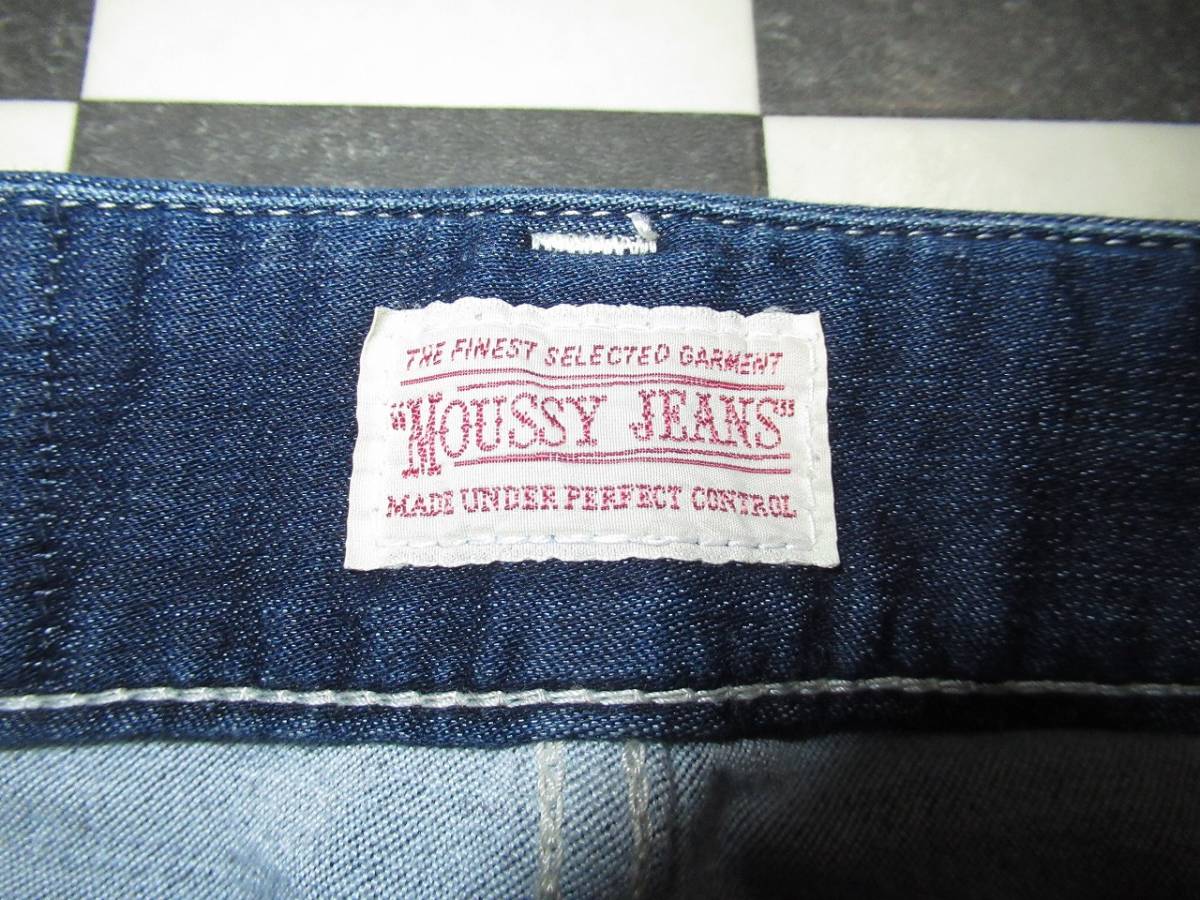 THE FINEST SELECTED GARMENT
"MOUSSY JEANS"
MADE UNDER PERFECT CONTROL